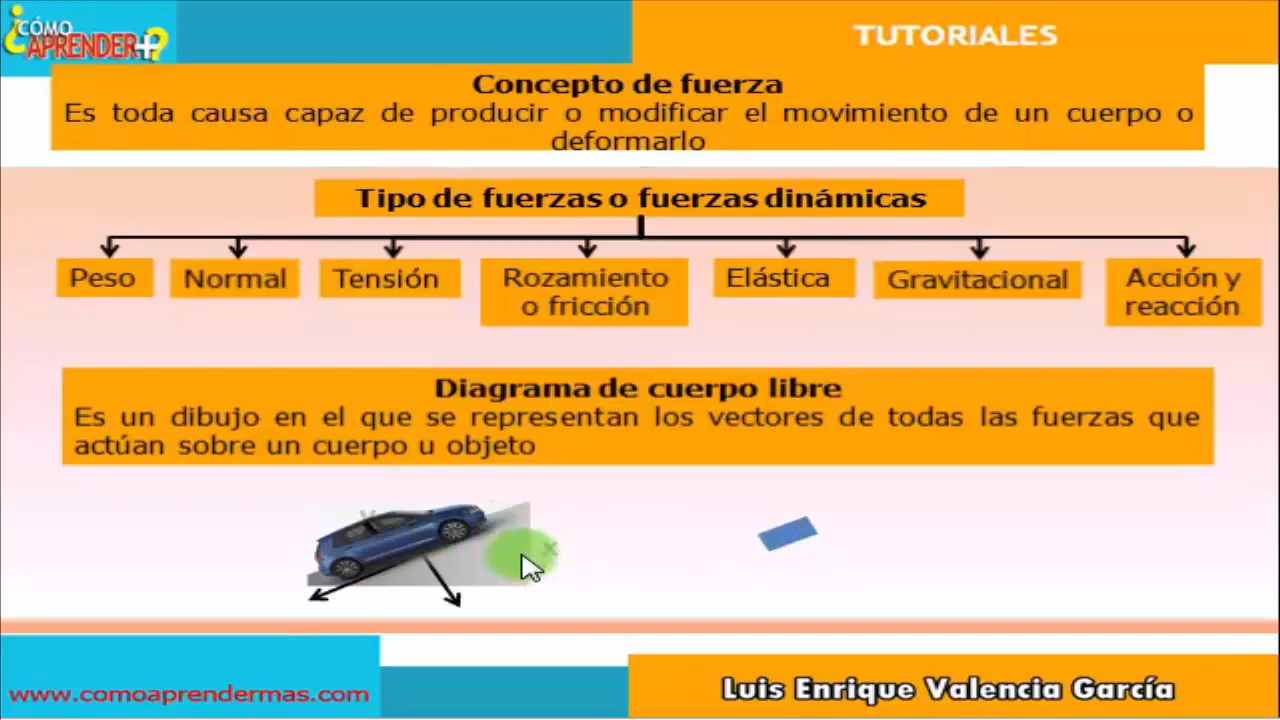 ¿CÓMO
APRENDER+?
TUTORIALES
Concepto de fuerza
Es toda causa capaz de producir o modificar el movimiento de un cuerpo o
deformarlo
Tipo de fuerzas o fuerzas dinámicas
Peso
Normal
Tensión
Rozamiento
o fricción
Elástica
Gravitacional
Acción y
reacción
Diagrama de cuerpo libre
Es un dibujo en el que se representan los vectores de todas las fuerzas que
actúan sobre un cuerpo u objeto
Y
X
www.comoaprendermas.com
Luis Enrique Valencia García